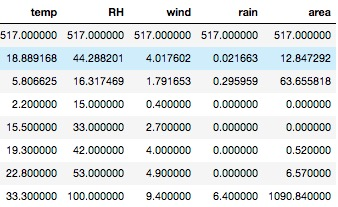 temp RH wind rain area
517.000000 517.000000 517.000000 517.000000 517.000000
18.889168 44.288201 4.017602 0.021663 12.847292
5.806625 16.317469 1.791653 0.295959 63.655818
2.200000 15.000000 0.400000 0.000000 0.000000
15.500000 33.000000 2.700000 0.000000 0.000000
19.300000 42.000000 4.000000 0.000000 0.520000
22.800000 53.000000 4.900000 0.000000 6.570000
33.300000 100.000000 9.400000 6.400000 1090.840000